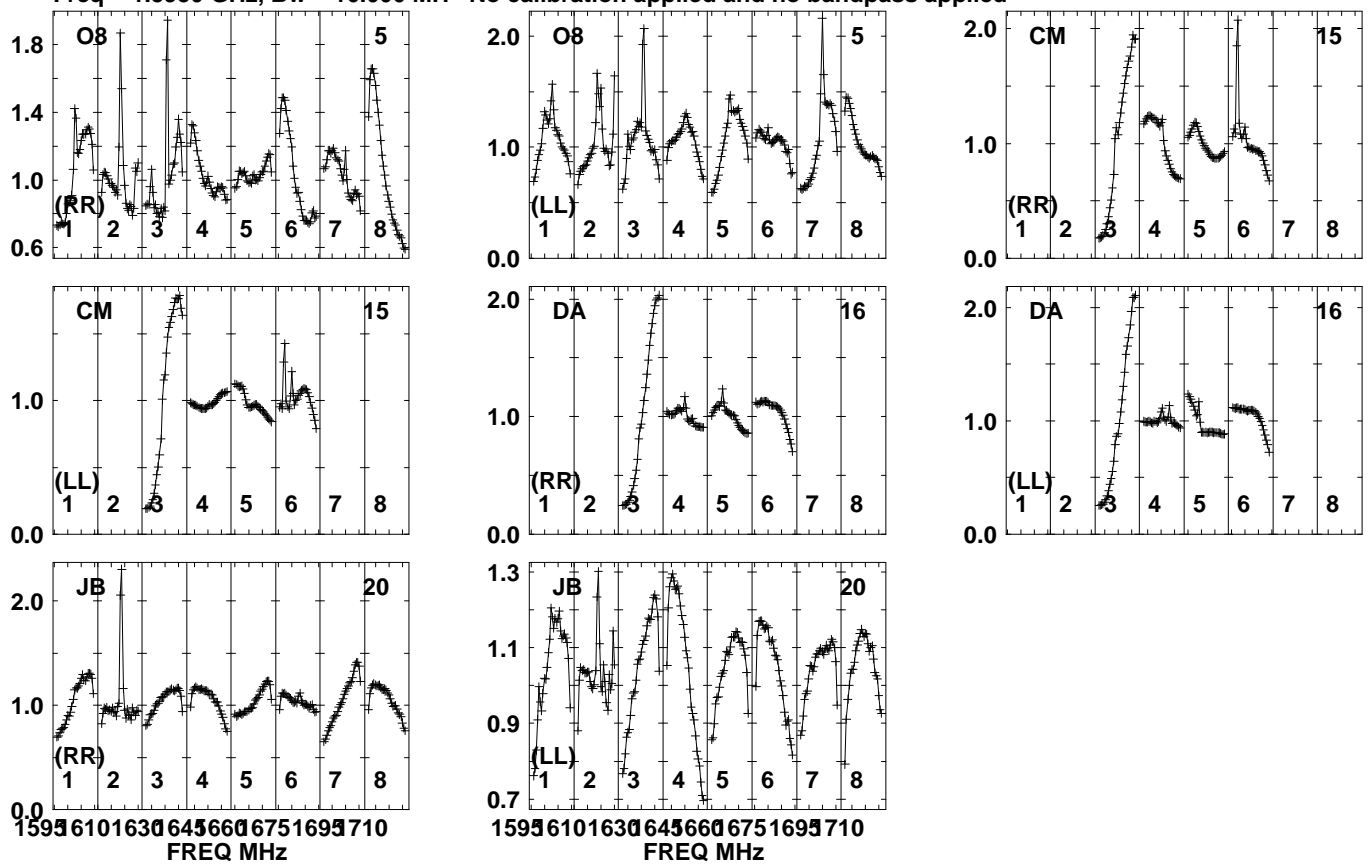 No calibration applied and no bandpass applied
O8 5
(RR)
1 2 3 4 5 6 7 8
1.8
1.4
1.0
0.6
O8 5
(LL)
1 2 3 4 5 6 7 8
2.0
1.0
0.0
CM 15
(RR)
1 2 3 4 5 6 7 8
2.0
1.0
0.0
CM 15
(LL)
1 2 3 4 5 6 7 8
1.0
0.0
DA 16
(RR)
1 2 3 4 5 6 7 8
2.0
1.0
0.0
DA 16
(LL)
1 2 3 4 5 6 7 8
2.0
1.0
0.0
JB 20
(RR)
1 2 3 4 5 6 7 8
2.0
1.0
0.0
1595 1610 1630 1645 1660 1675 1695 1710
FREQ MHz
JB 20
(LL)
1 2 3 4 5 6 7 8
1.3
1.1
0.9
0.7
1595 1610 1630 1645 1660 1675 1695 1710
FREQ MHz